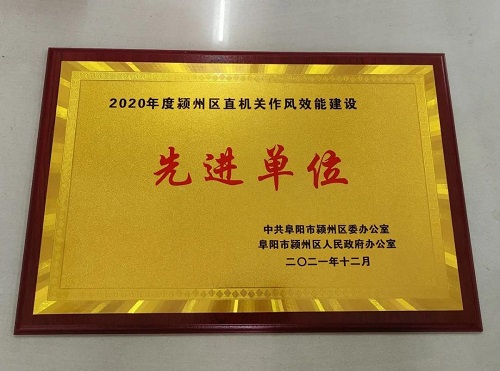 2020年度颍州区直机关作风效能建设
先进单位
中共阜阳市颍州区委办公室
阜阳市颍州区人民政府办公室
二〇二一年十二月